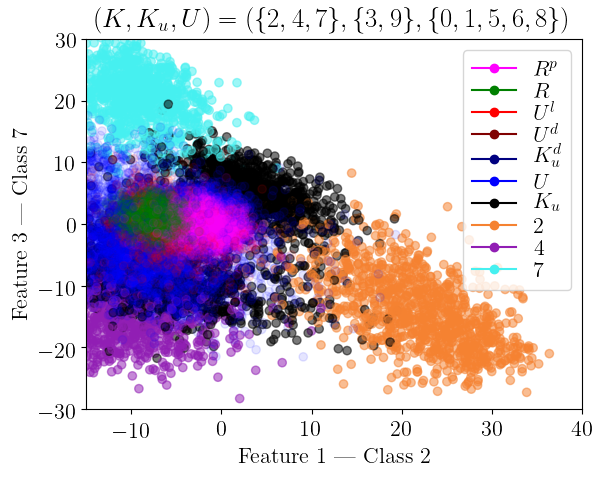 (K, K_u, U) = ({2, 4, 7}, {3, 9}, {0, 1, 5, 6, 8})
30
20
10
0
−10
−20
−30
Feature 3 — Class 7
−10
0
10
20
30
40
Feature 1 — Class 2
R^p
R
U^l
U^d
K_u^d
U
K_u
2
4
7